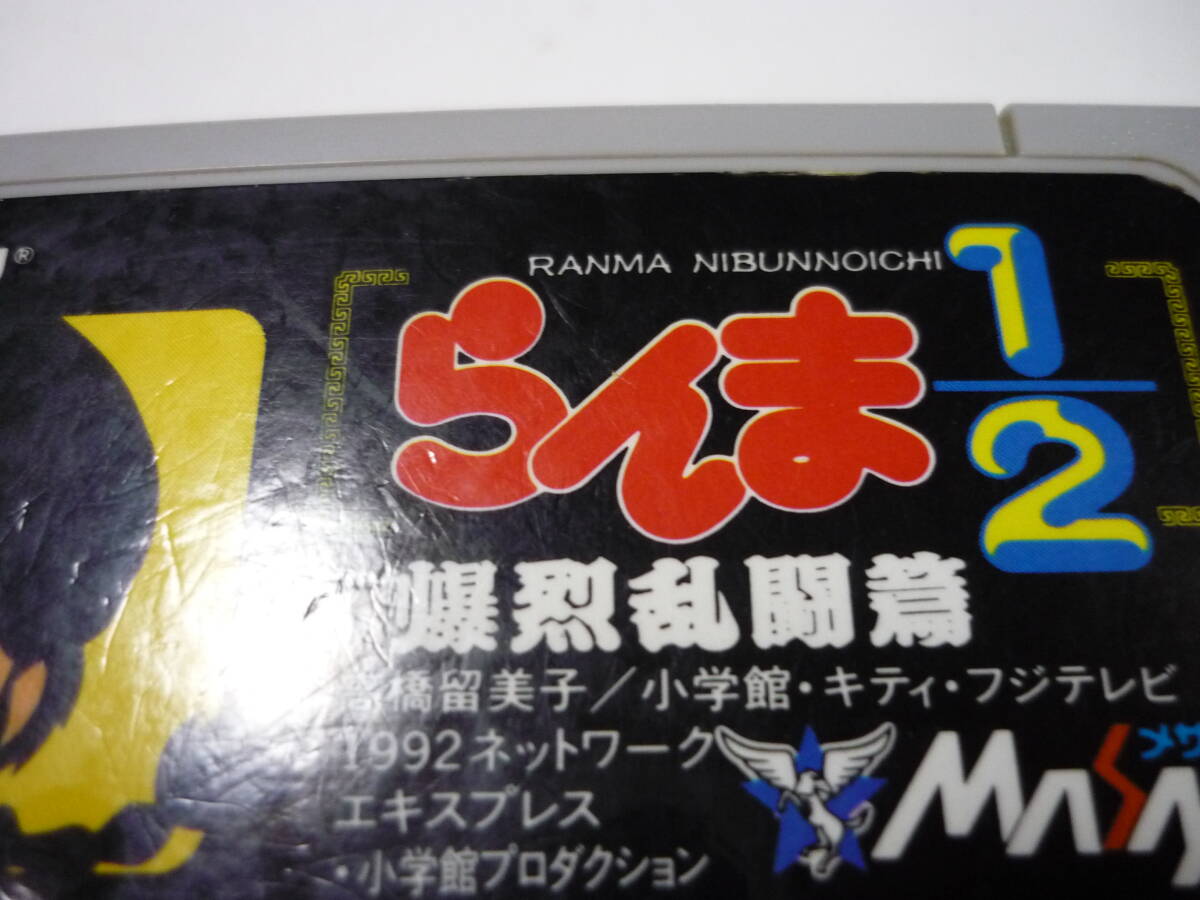 RANMA NIBUNNOICHI
らんま1/2
爆烈乱闘篇
高橋留美子／小学館・キティ・フジテレビ
1992ネットワーク
エキスプレス
・小学館プロダクション